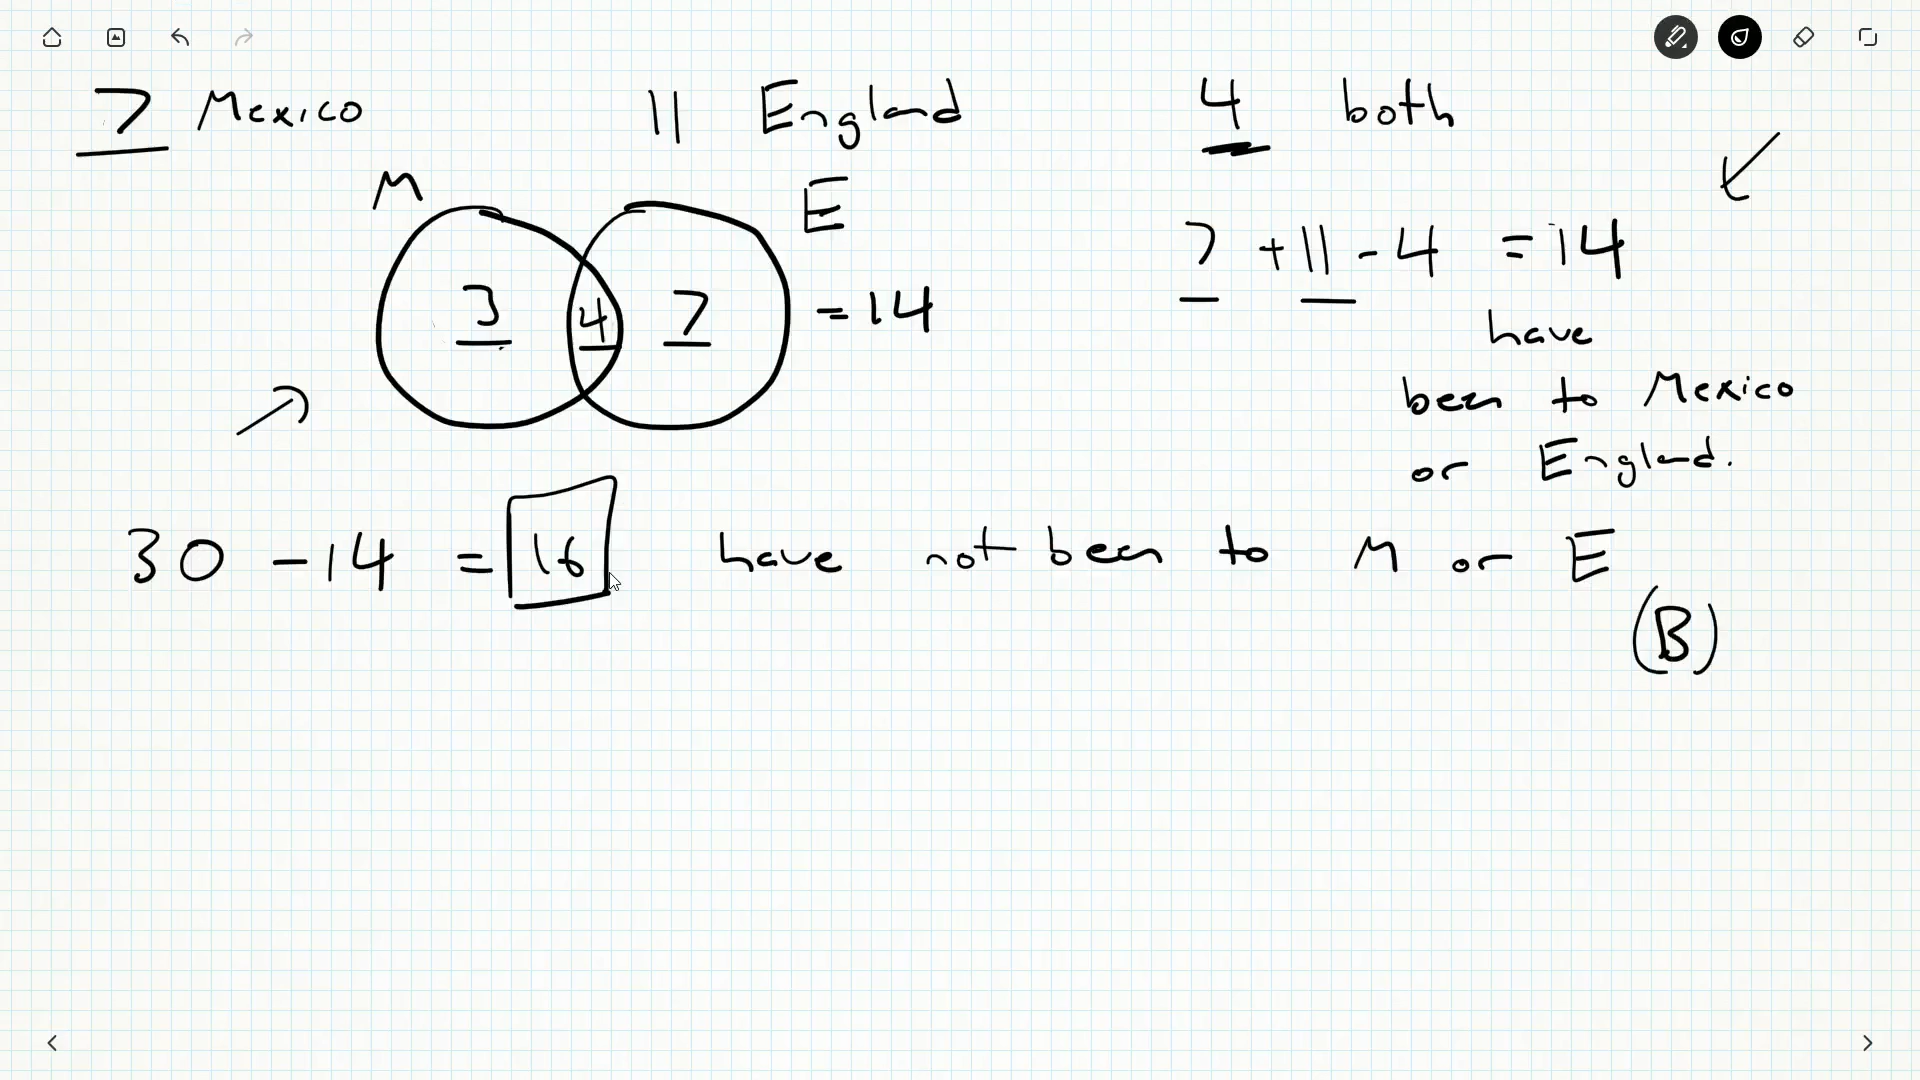 7 Mexico 11 England 4 both
M E
7 + 11 - 4 = 14
3 4 7 = 14
have
been to Mexico
or England.
30 - 14 = 16 have not been to M or E
(B)